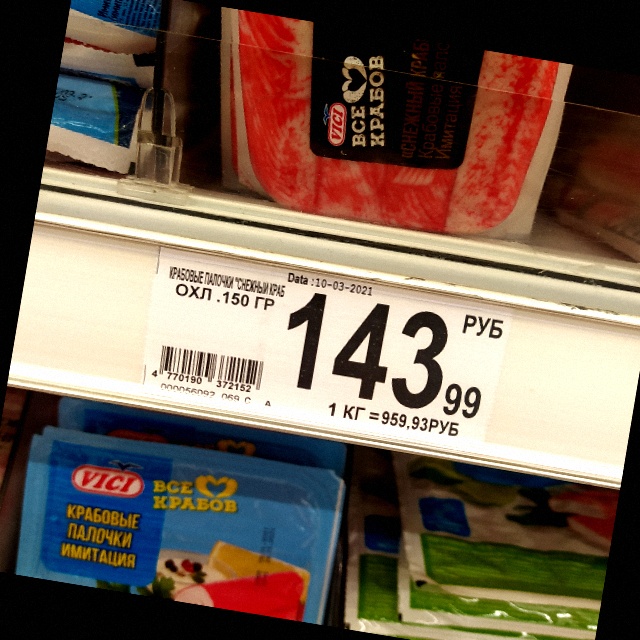 VICI
ВСЕ
КРАБОВ
СНЕЖНЫЙ КРАБ
Имитация
КРАБОВЫЕ ПАЛОЧКИ "СНЕЖНЫЙ КРАБ
ОХЛ .150 ГР
Data :10-03-2021
143 99
РУБ
1 КГ =959,93РУБ
4 770190 372152
VICI
ВСЕ
КРАБОВ
КРАБОВЫЕ
ПАЛОЧКИ
ИМИТАЦИЯ